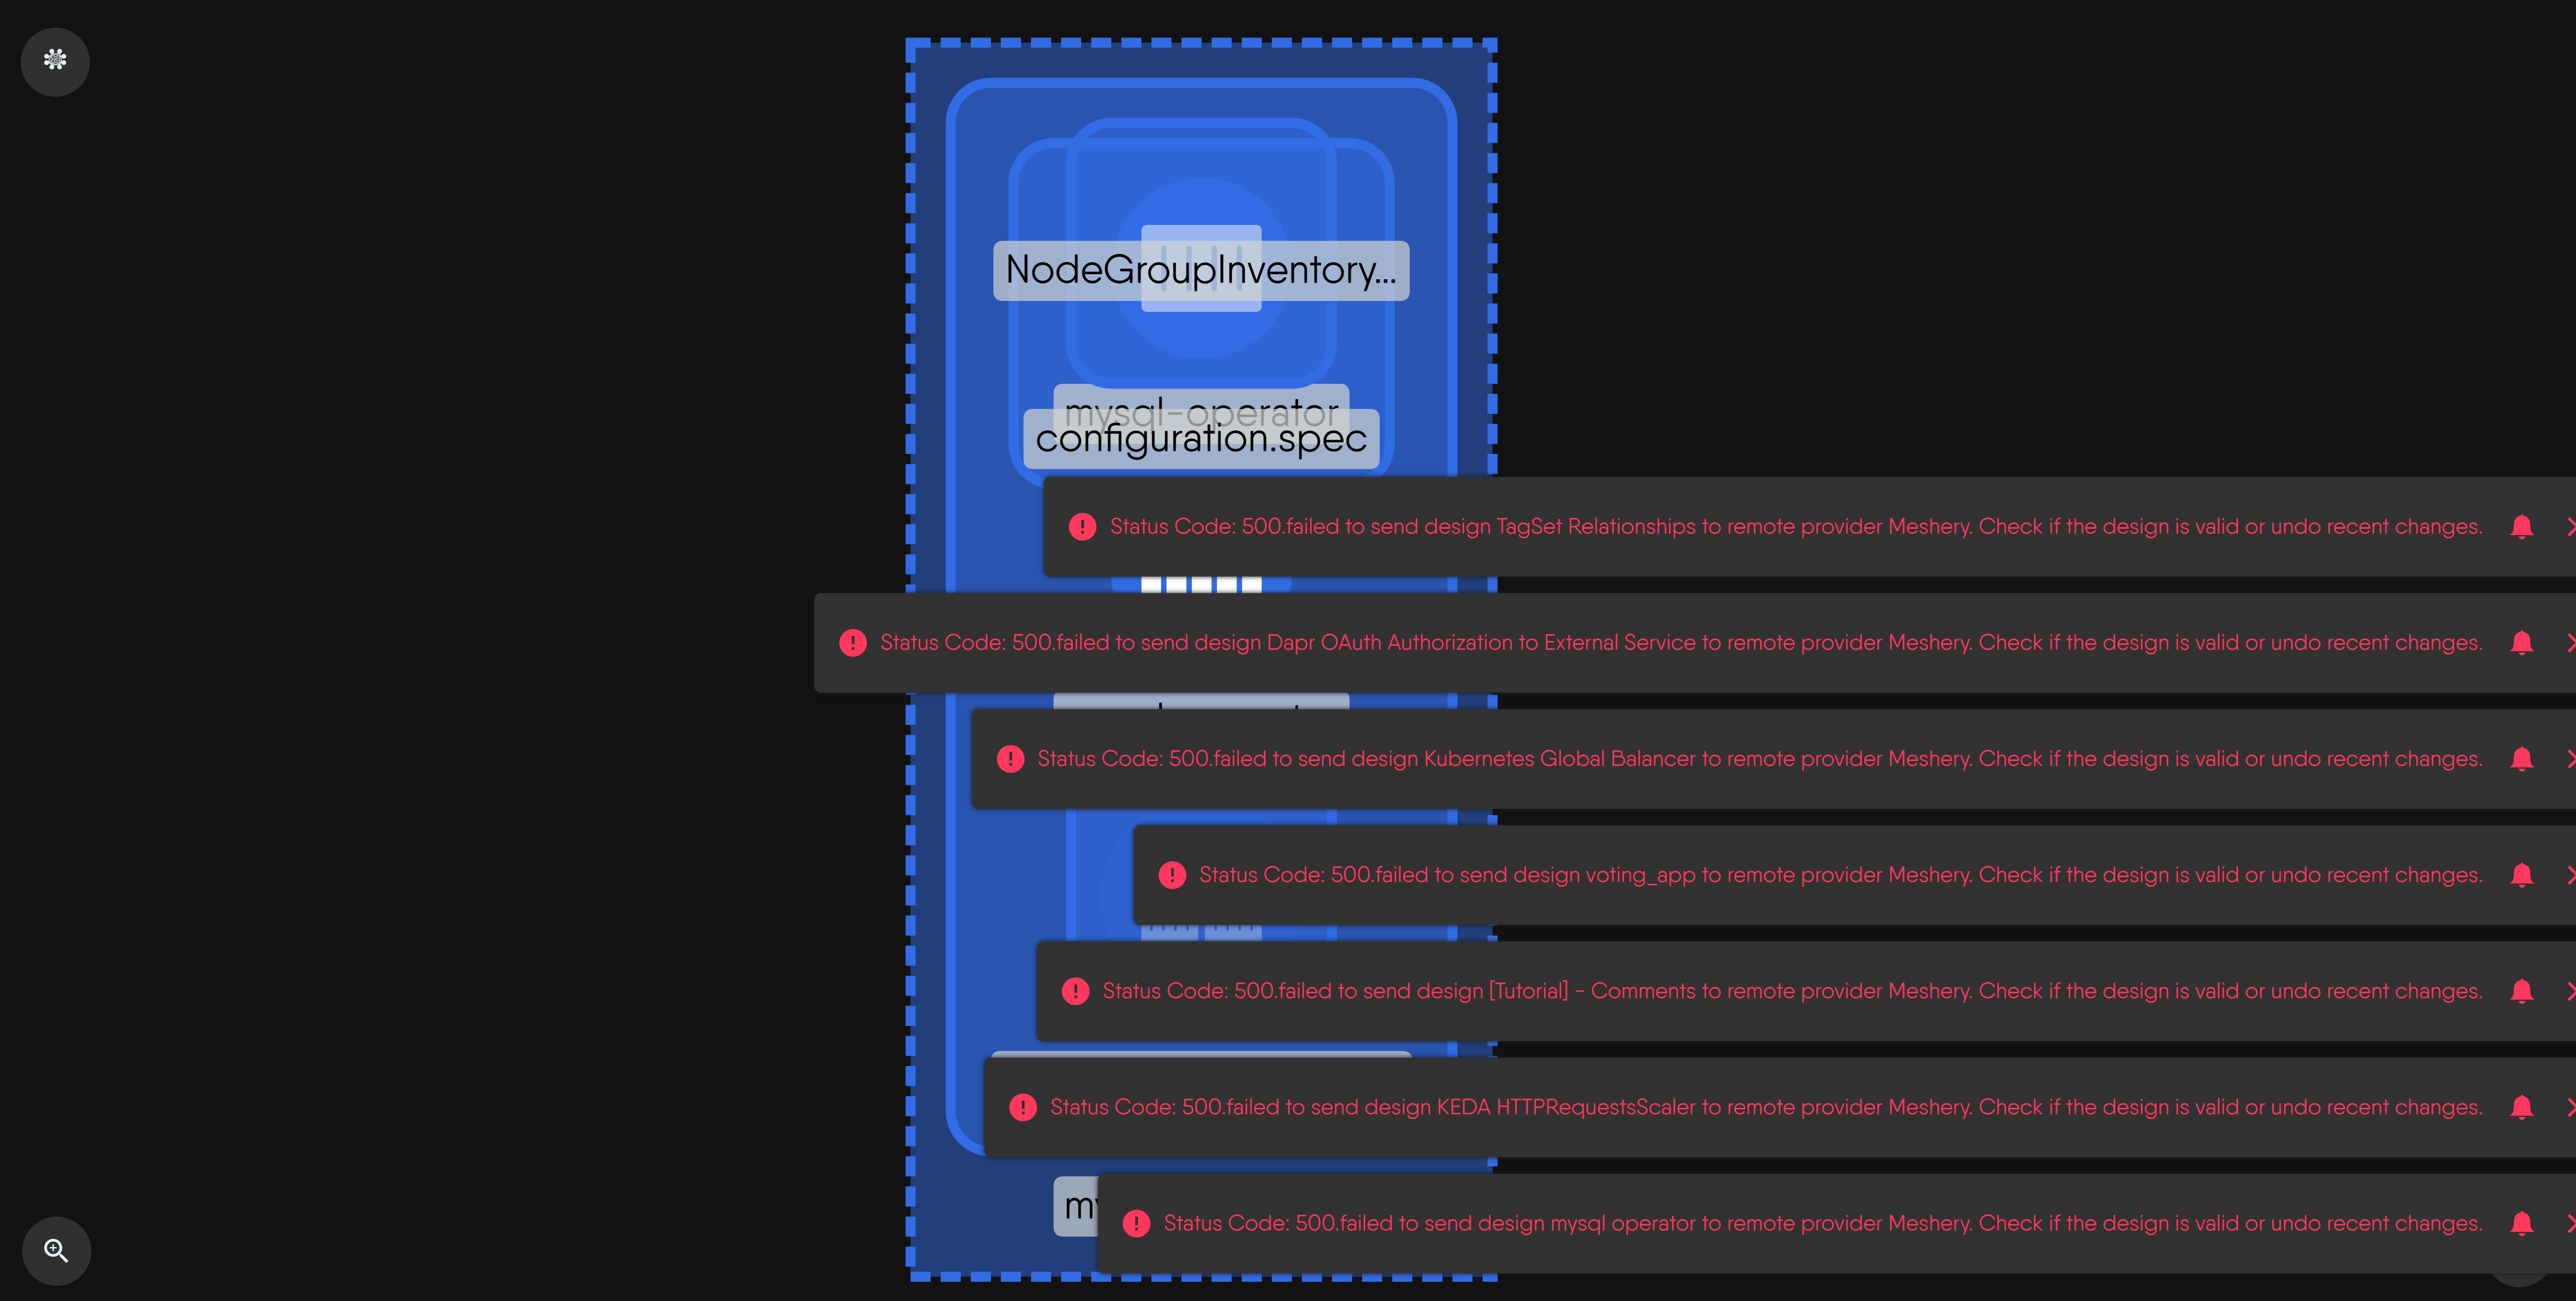 NodeGroupInventory...
mysql-operator
configuration.spec
Status Code: 500.failed to send design TagSet Relationships to remote provider Meshery. Check if the design is valid or undo recent changes.
Status Code: 500.failed to send design Dapr OAuth Authorization to External Service to remote provider Meshery. Check if the design is valid or undo recent changes.
Status Code: 500.failed to send design Kubernetes Global Balancer to remote provider Meshery. Check if the design is valid or undo recent changes.
Status Code: 500.failed to send design voting_app to remote provider Meshery. Check if the design is valid or undo recent changes.
Status Code: 500.failed to send design [Tutorial] - Comments to remote provider Meshery. Check if the design is valid or undo recent changes.
Status Code: 500.failed to send design KEDA HTTPRequestsScaler to remote provider Meshery. Check if the design is valid or undo recent changes.
Status Code: 500.failed to send design mysql operator to remote provider Meshery. Check if the design is valid or undo recent changes.